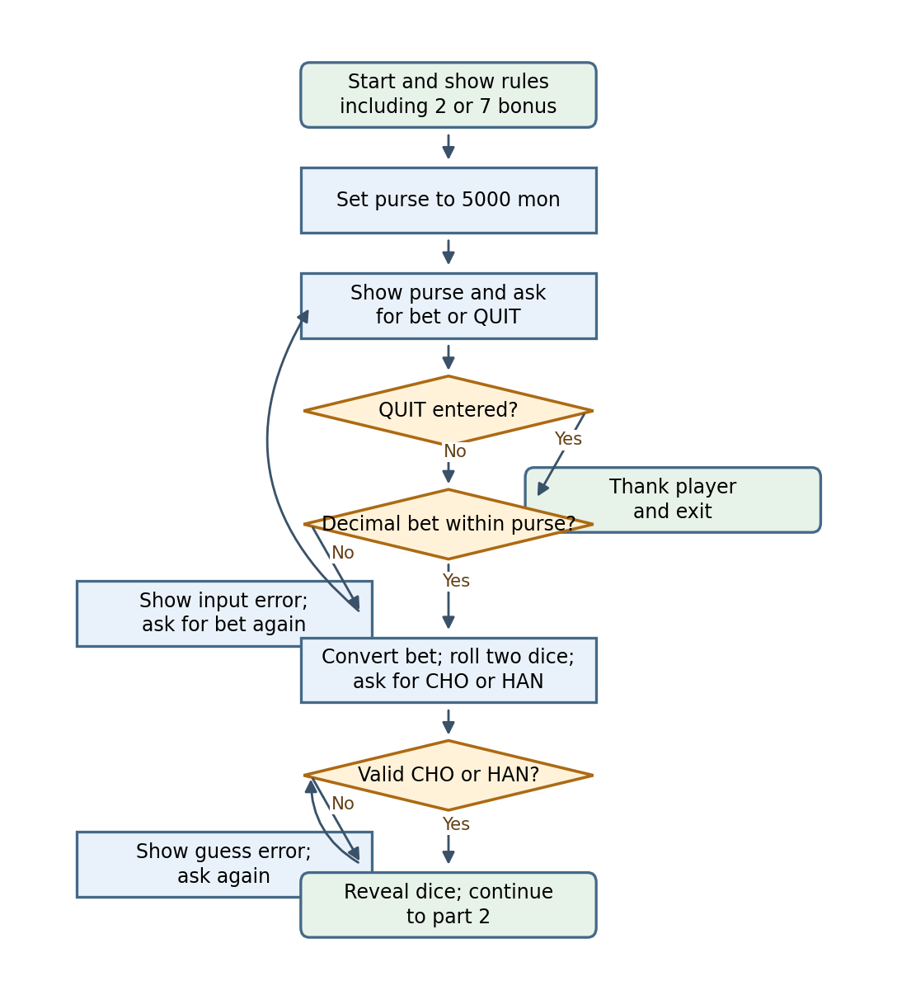 Start and show rules
including 2 or 7 bonus
Set purse to 5000 mon
Show purse and ask
for bet or QUIT
QUIT entered?
Yes
No
Thank player
and exit
Decimal bet within purse?
No
Yes
Show input error;
ask for bet again
Convert bet; roll two dice;
ask for CHO or HAN
Valid CHO or HAN?
No
Yes
Show guess error;
ask again
Reveal dice; continue
to part 2